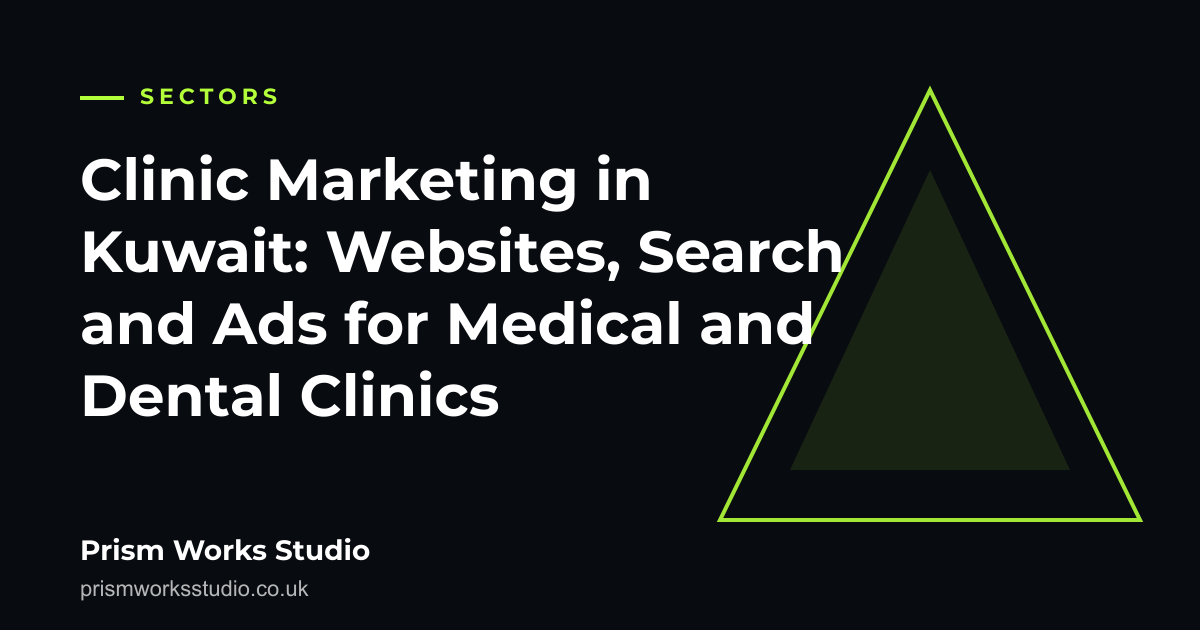 SECTORS
Clinic Marketing in
Kuwait: Websites, Search
and Ads for Medical and
Dental Clinics
Prism Works Studio
prismworksstudio.co.uk